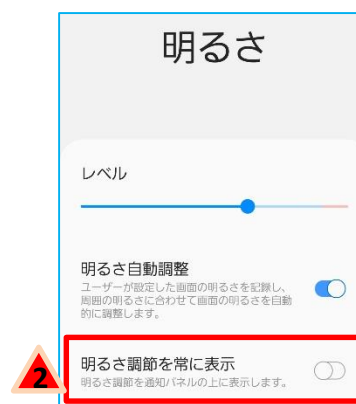 明るさ
レベル
明るさ自動調整
ユーザーが設定した画面の明るさを記録し、
周囲の明るさに合わせて画面の明るさを自動
的に調整します。
2
明るさ調節を常に表示
明るさ調節を通知パネルの上に表示します。